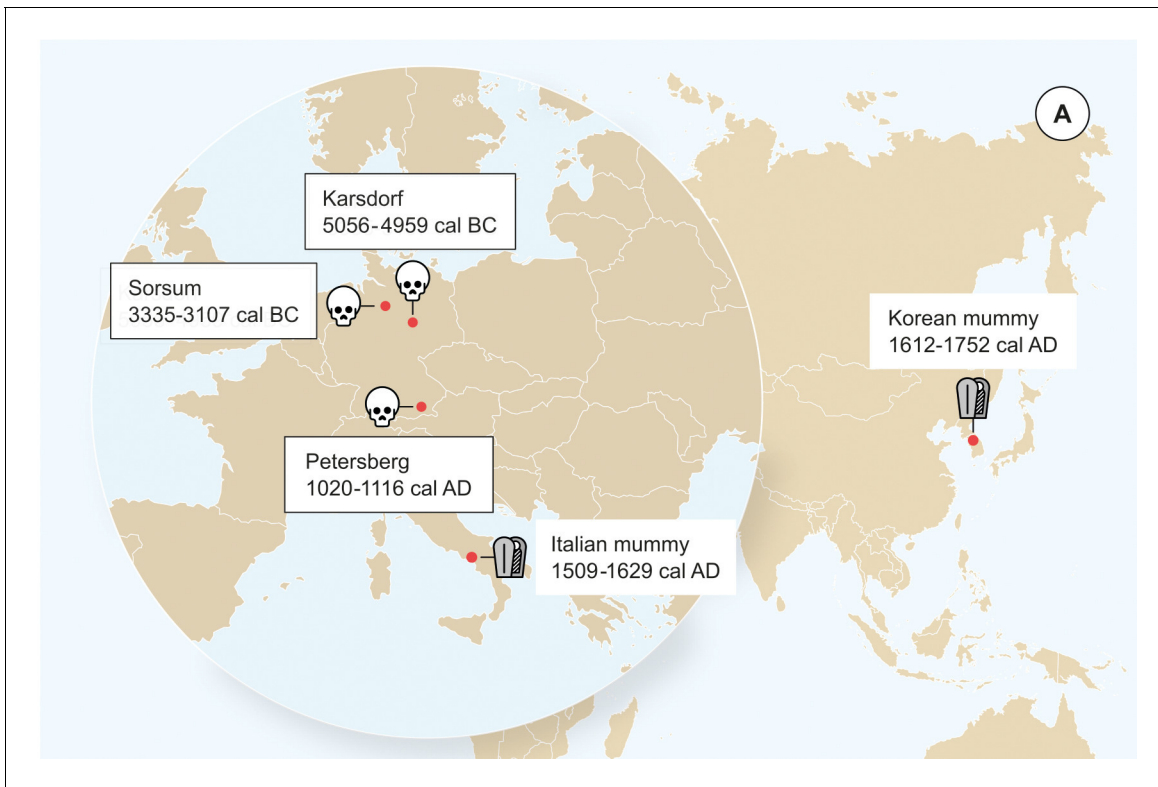 A
Karsdorf
5056-4959 cal BC
Sorsum
3335-3107 cal BC
Korean mummy
1612-1752 cal AD
Petersberg
1020-1116 cal AD
Italian mummy
1509-1629 cal AD